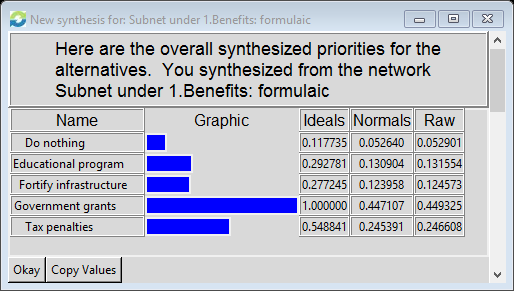 New synthesis for: Subnet under 1.Benefits: formulaic
Here are the overall synthesized priorities for the
alternatives. You synthesized from the network
Subnet under 1.Benefits: formulaic
Name Graphic Ideals Normals Raw
Do nothing 0.117735 0.052640 0.052901
Educational program 0.292781 0.130904 0.131554
Fortify infrastructure 0.277245 0.123958 0.124573
Government grants 1.000000 0.447107 0.449325
Tax penalties 0.548841 0.245391 0.246608
Okay Copy Values